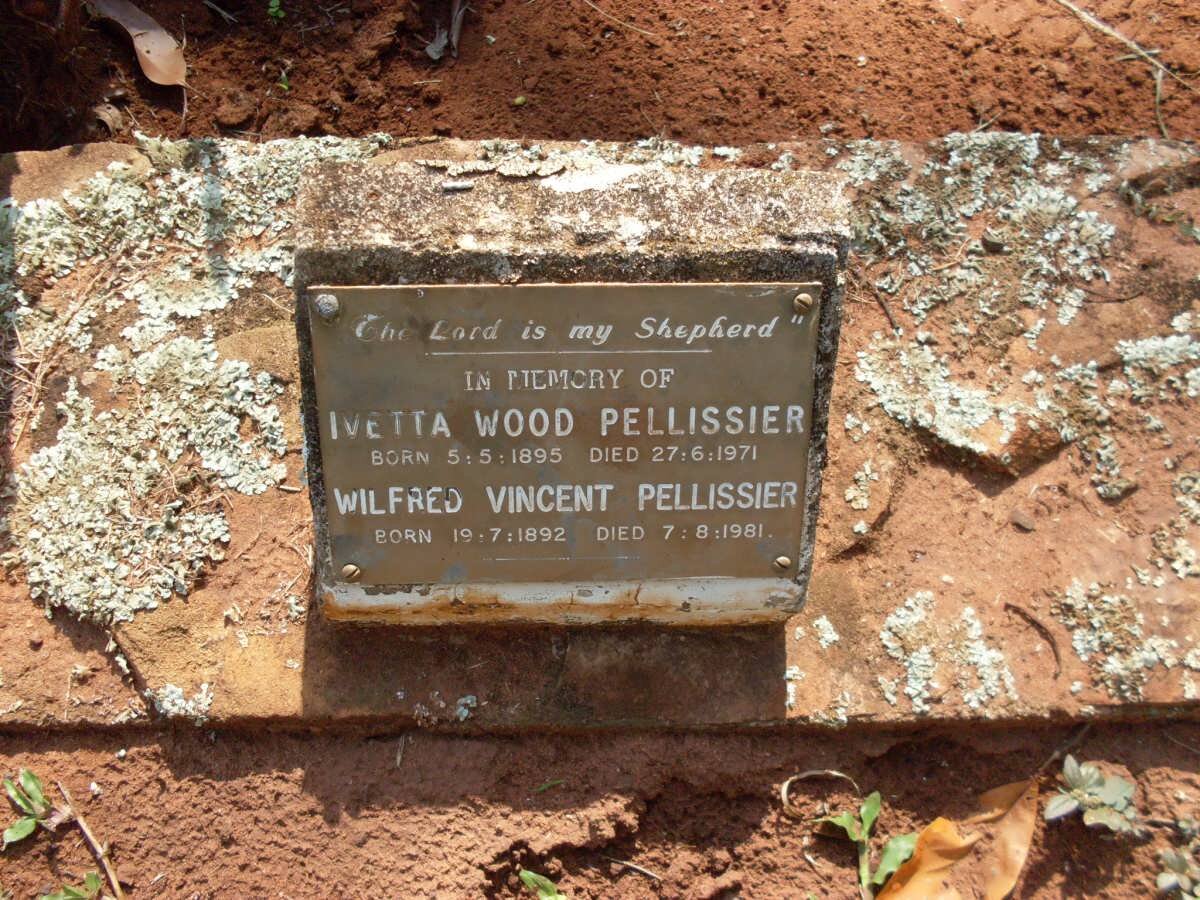 The Lord is my Shepherd"
IN MEMORY OF
IVETTA WOOD PELLISSIER
BORN 5:5:1895 DIED 27:6:1971
WILFRED VINCENT PELLISSIER
BORN 19:7:1892 DIED 7:8:1981.